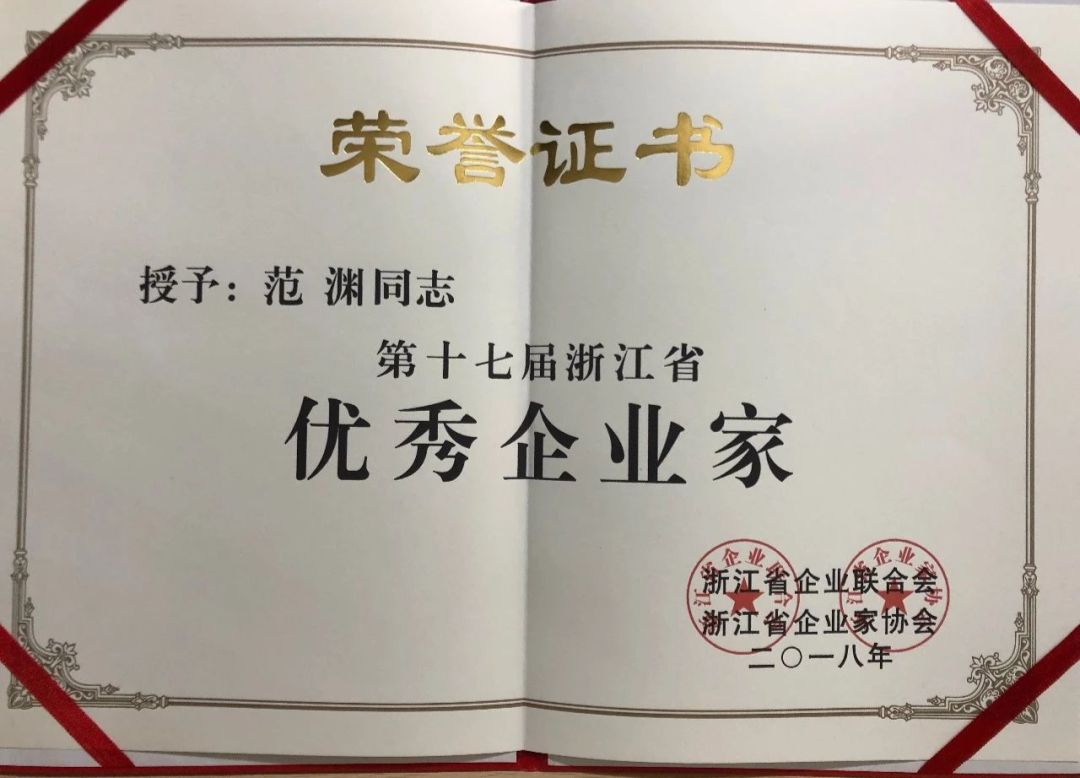 荣誉证书
授予：范 渊同志
第十七届浙江省
优秀企业家
浙江省企业联合会
浙江省企业家协会
二〇一八年